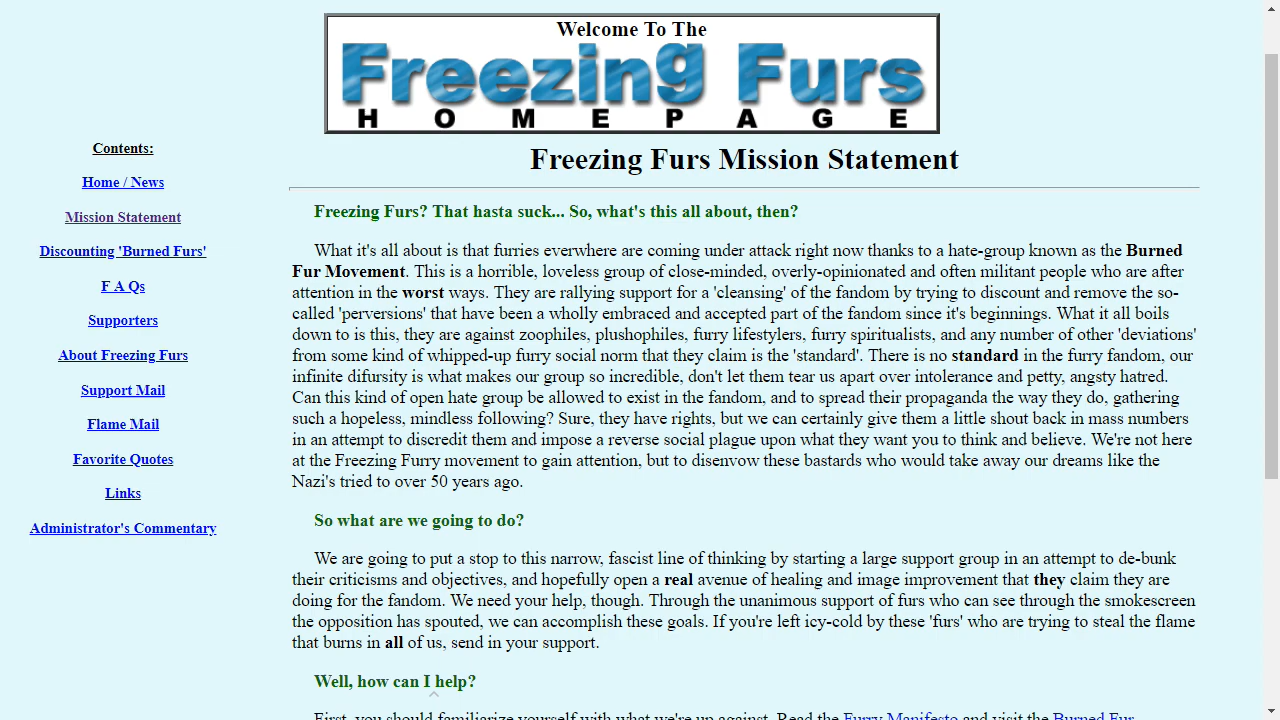 Welcome To The
Freezing Furs
HOMEPAGE
Contents:
Home / News
Mission Statement
Discounting 'Burned Furs'
F A Qs
Supporters
About Freezing Furs
Support Mail
Flame Mail
Favorite Quotes
Links
Administrator's Commentary
Freezing Furs Mission Statement
Freezing Furs? That hasta suck... So, what's this all about, then?
What it's all about is that furries everwhere are coming under attack right now thanks to a hate-group known as the Burned
Fur Movement. This is a horrible, loveless group of close-minded, overly-opinionated and often militant people who are after
attention in the worst ways. They are rallying support for a 'cleansing' of the fandom by trying to discount and remove the so-
called 'perversions' that have been a wholly embraced and accepted part of the fandom since it's beginnings. What it all boils
down to is this, they are against zoophiles, plushophiles, furry lifestylers, furry spiritualists, and any number of other 'deviations'
from some kind of whipped-up furry social norm that they claim is the 'standard'. There is no standard in the furry fandom, our
infinite difursity is what makes our group so incredible, don't let them tear us apart over intolerance and petty, angsty hatred.
Can this kind of open hate group be allowed to exist in the fandom, and to spread their propaganda the way they do, gathering
such a hopeless, mindless following? Sure, they have rights, but we can certainly give them a little shout back in mass numbers
in an attempt to discredit them and impose a reverse social plague upon what they want you to think and believe. We're not here
at the Freezing Furry movement to gain attention, but to disenvow these bastards who would take away our dreams like the
Nazi's tried to over 50 years ago.
So what are we going to do?
We are going to put a stop to this narrow, fascist line of thinking by starting a large support group in an attempt to de-bunk
their criticisms and objectives, and hopefully open a real avenue of healing and image improvement that they claim they are
doing for the fandom. We need your help, though. Through the unanimous support of furs who can see through the smokescreen
the opposition has spouted, we can accomplish these goals. If you're left icy-cold by these 'furs' who are trying to steal the flame
that burns in all of us, send in your support.
Well, how can I help?
First, you should familiarize yourself with what we're up against. Read the Furry Manifesto and visit the Burned Fur